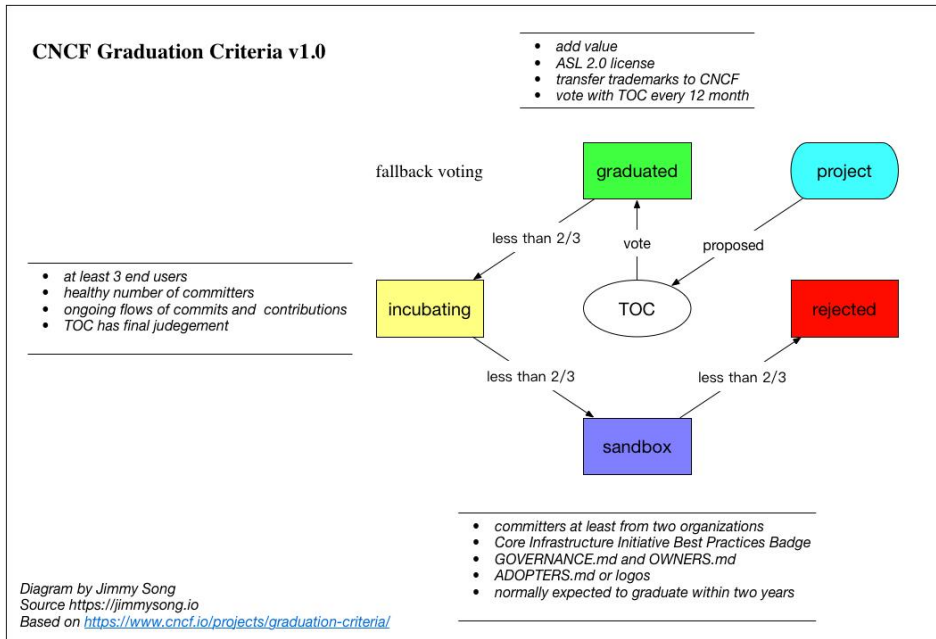 CNCF Graduation Criteria v1.0
• add value
• ASL 2.0 license
• transfer trademarks to CNCF
• vote with TOC every 12 month
fallback voting
graduated
project
less than 2/3
vote
proposed
• at least 3 end users
• healthy number of committers
• ongoing flows of commits and contributions
• TOC has final judegement
incubating
TOC
rejected
less than 2/3
less than 2/3
sandbox
• committers at least from two organizations
• Core Infrastructure Initiative Best Practices Badge
• GOVERNANCE.md and OWNERS.md
• ADOPTERS.md or logos
• normally expected to graduate within two years
Diagram by Jimmy Song
Source https://jimmysong.io
Based on https://www.cncf.io/projects/graduation-criteria/